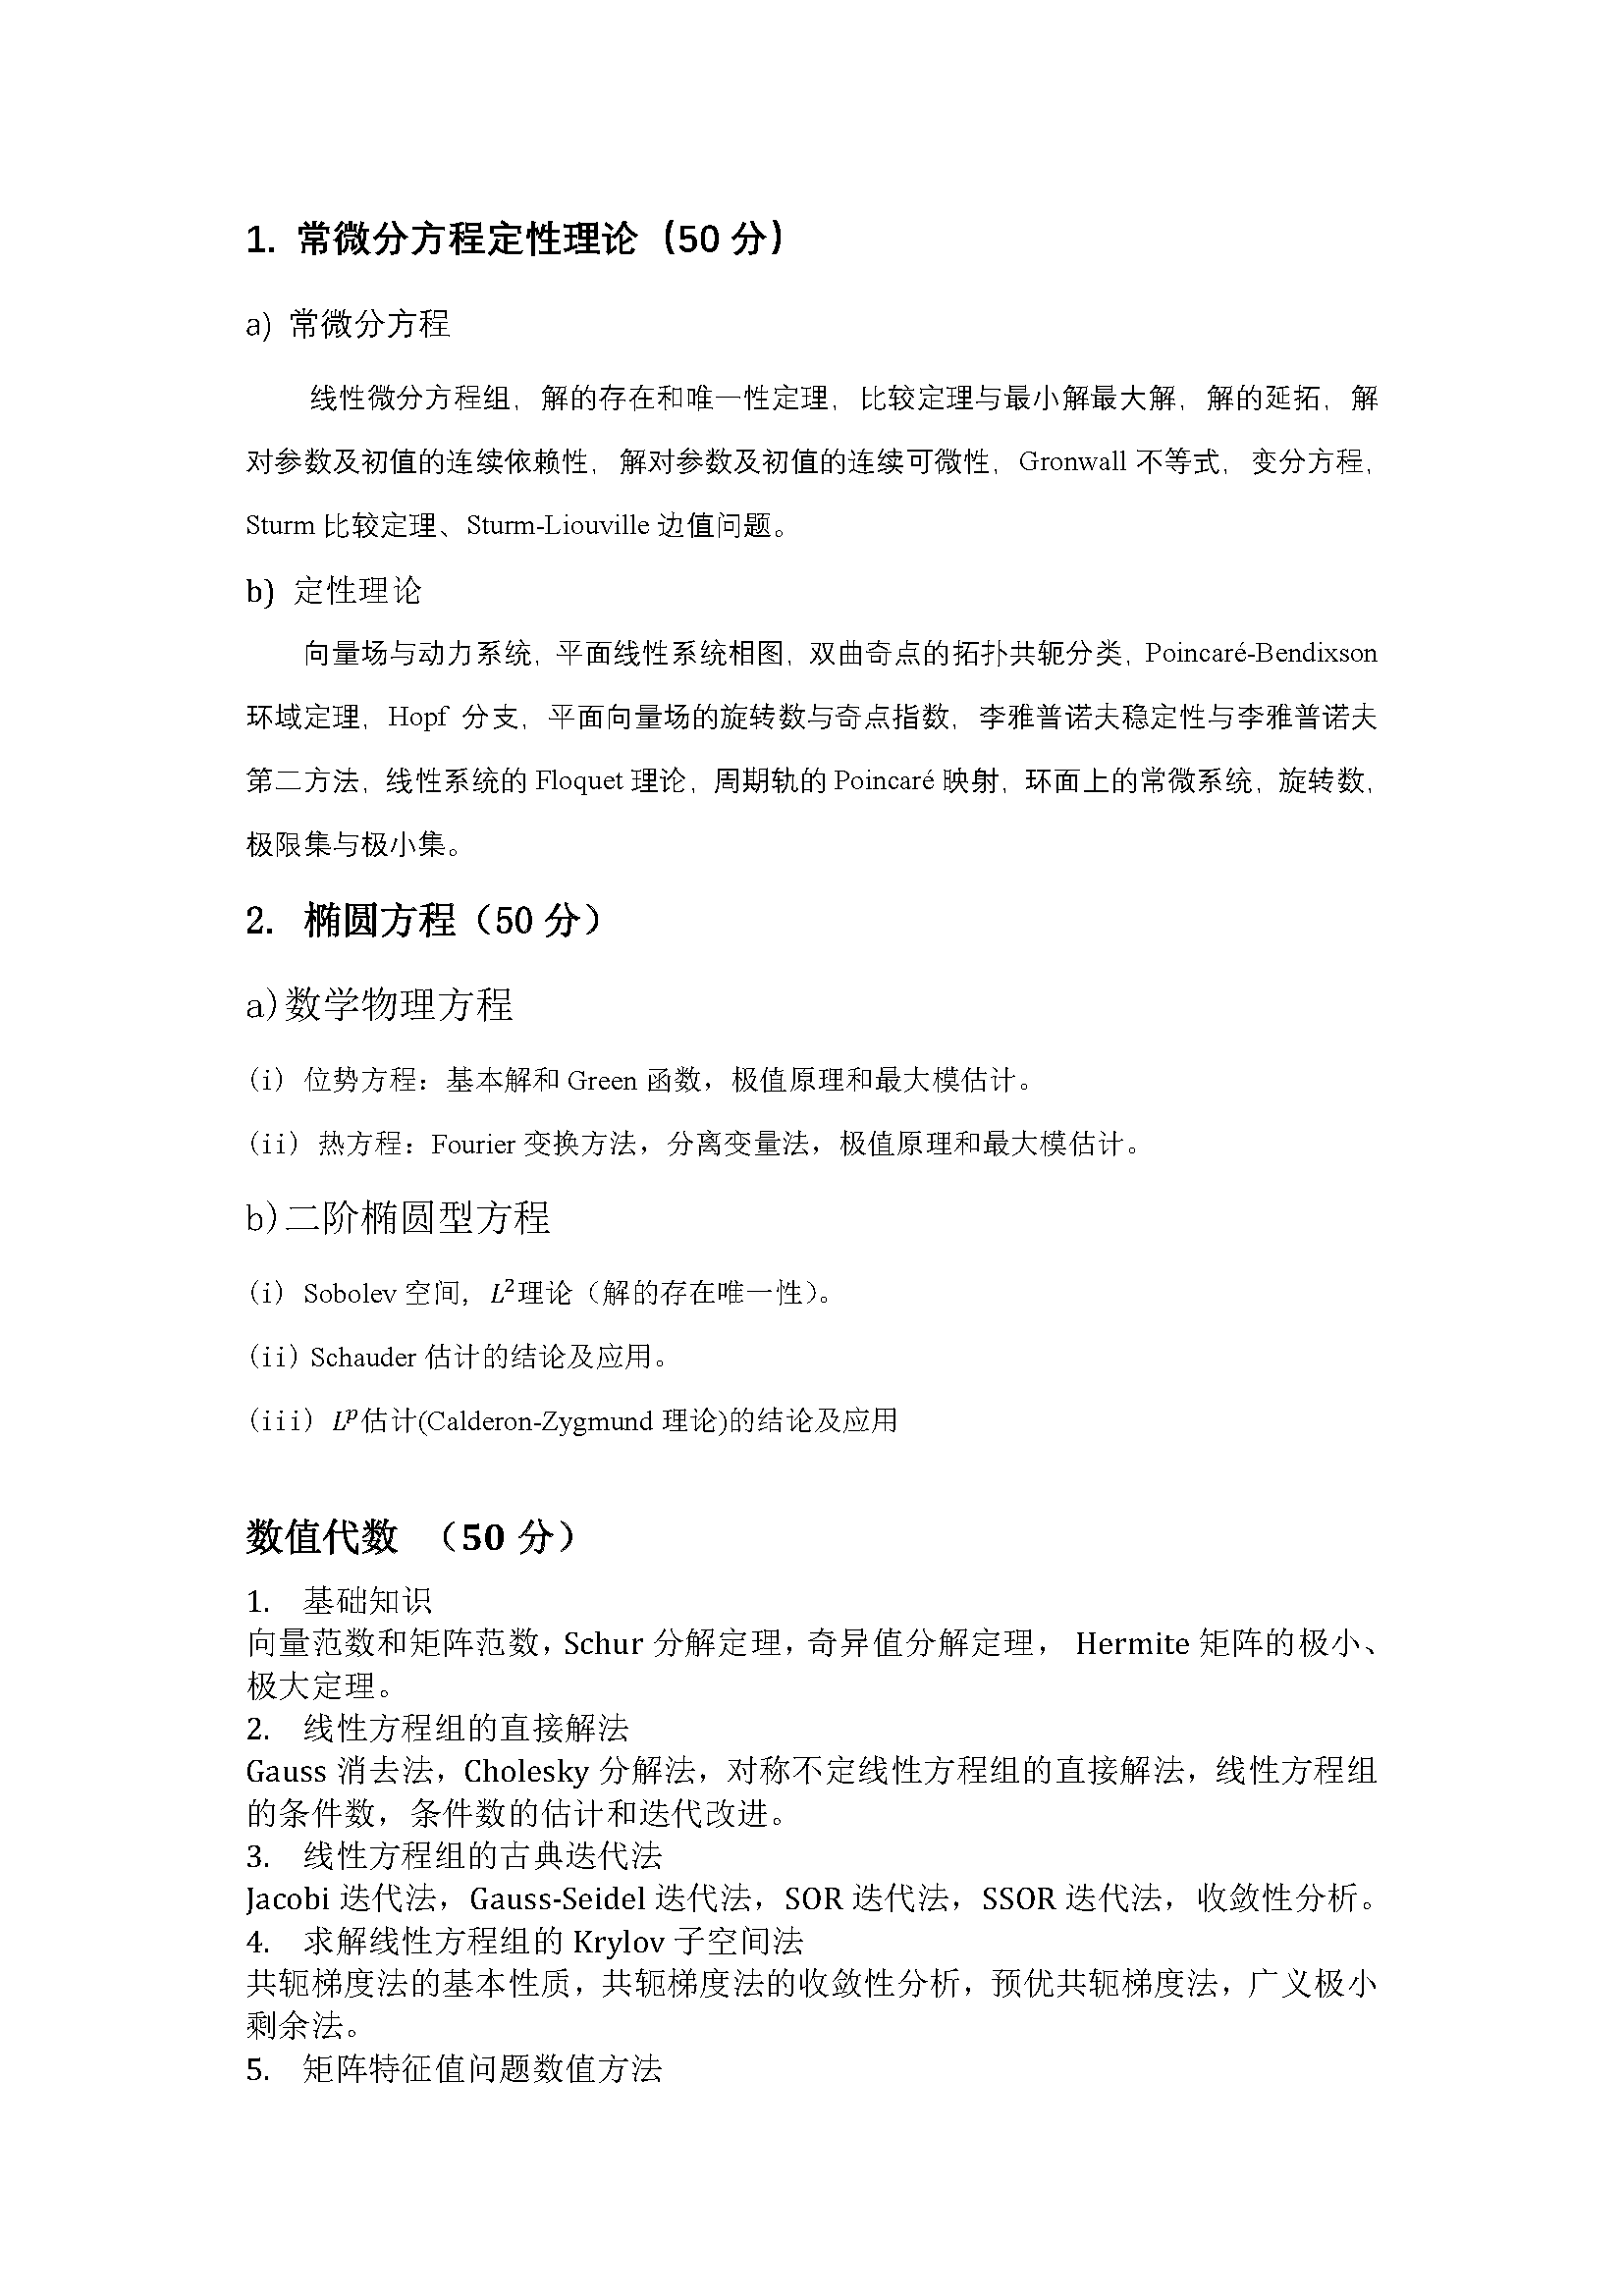 1. 常微分方程定性理论（50 分）
a) 常微分方程
线性微分方程组，解的存在和唯一性定理，比较定理与最小解最大解，解的延拓，解
对参数及初值的连续依赖性，解对参数及初值的连续可微性，Gronwall 不等式，变分方程，
Sturm 比较定理、Sturm-Liouville 边值问题。
b) 定性理论
向量场与动力系统，平面线性系统相图，双曲奇点的拓扑共轭分类，Poincaré-Bendixson
环域定理，Hopf 分支，平面向量场的旋转数与奇点指数，李雅普诺夫稳定性与李雅普诺夫
第二方法，线性系统的 Floquet 理论，周期轨的 Poincaré 映射，环面上的常微系统，旋转数，
极限集与极小集。
2. 椭圆方程（50 分）
a)数学物理方程
（i）位势方程：基本解和 Green 函数，极值原理和最大模估计。
（ii）热方程：Fourier 变换方法，分离变量法，极值原理和最大模估计。
b)二阶椭圆型方程
（i）Sobolev 空间，L²理论（解的存在唯一性）。
（ii）Schauder 估计的结论及应用。
（iii）Lᵖ估计(Calderon-Zygmund 理论)的结论及应用
数值代数 （50 分）
1. 基础知识
向量范数和矩阵范数，Schur 分解定理，奇异值分解定理， Hermite 矩阵的极小、
极大定理。
2. 线性方程组的直接解法
Gauss 消去法，Cholesky 分解法，对称不定线性方程组的直接解法，线性方程组
的条件数，条件数的估计和迭代改进。
3. 线性方程组的古典迭代法
Jacobi 迭代法，Gauss-Seidel 迭代法，SOR 迭代法，SSOR 迭代法，收敛性分析。
4. 求解线性方程组的 Krylov 子空间法
共轭梯度法的基本性质，共轭梯度法的收敛性分析，预优共轭梯度法，广义极小
剩余法。
5. 矩阵特征值问题数值方法